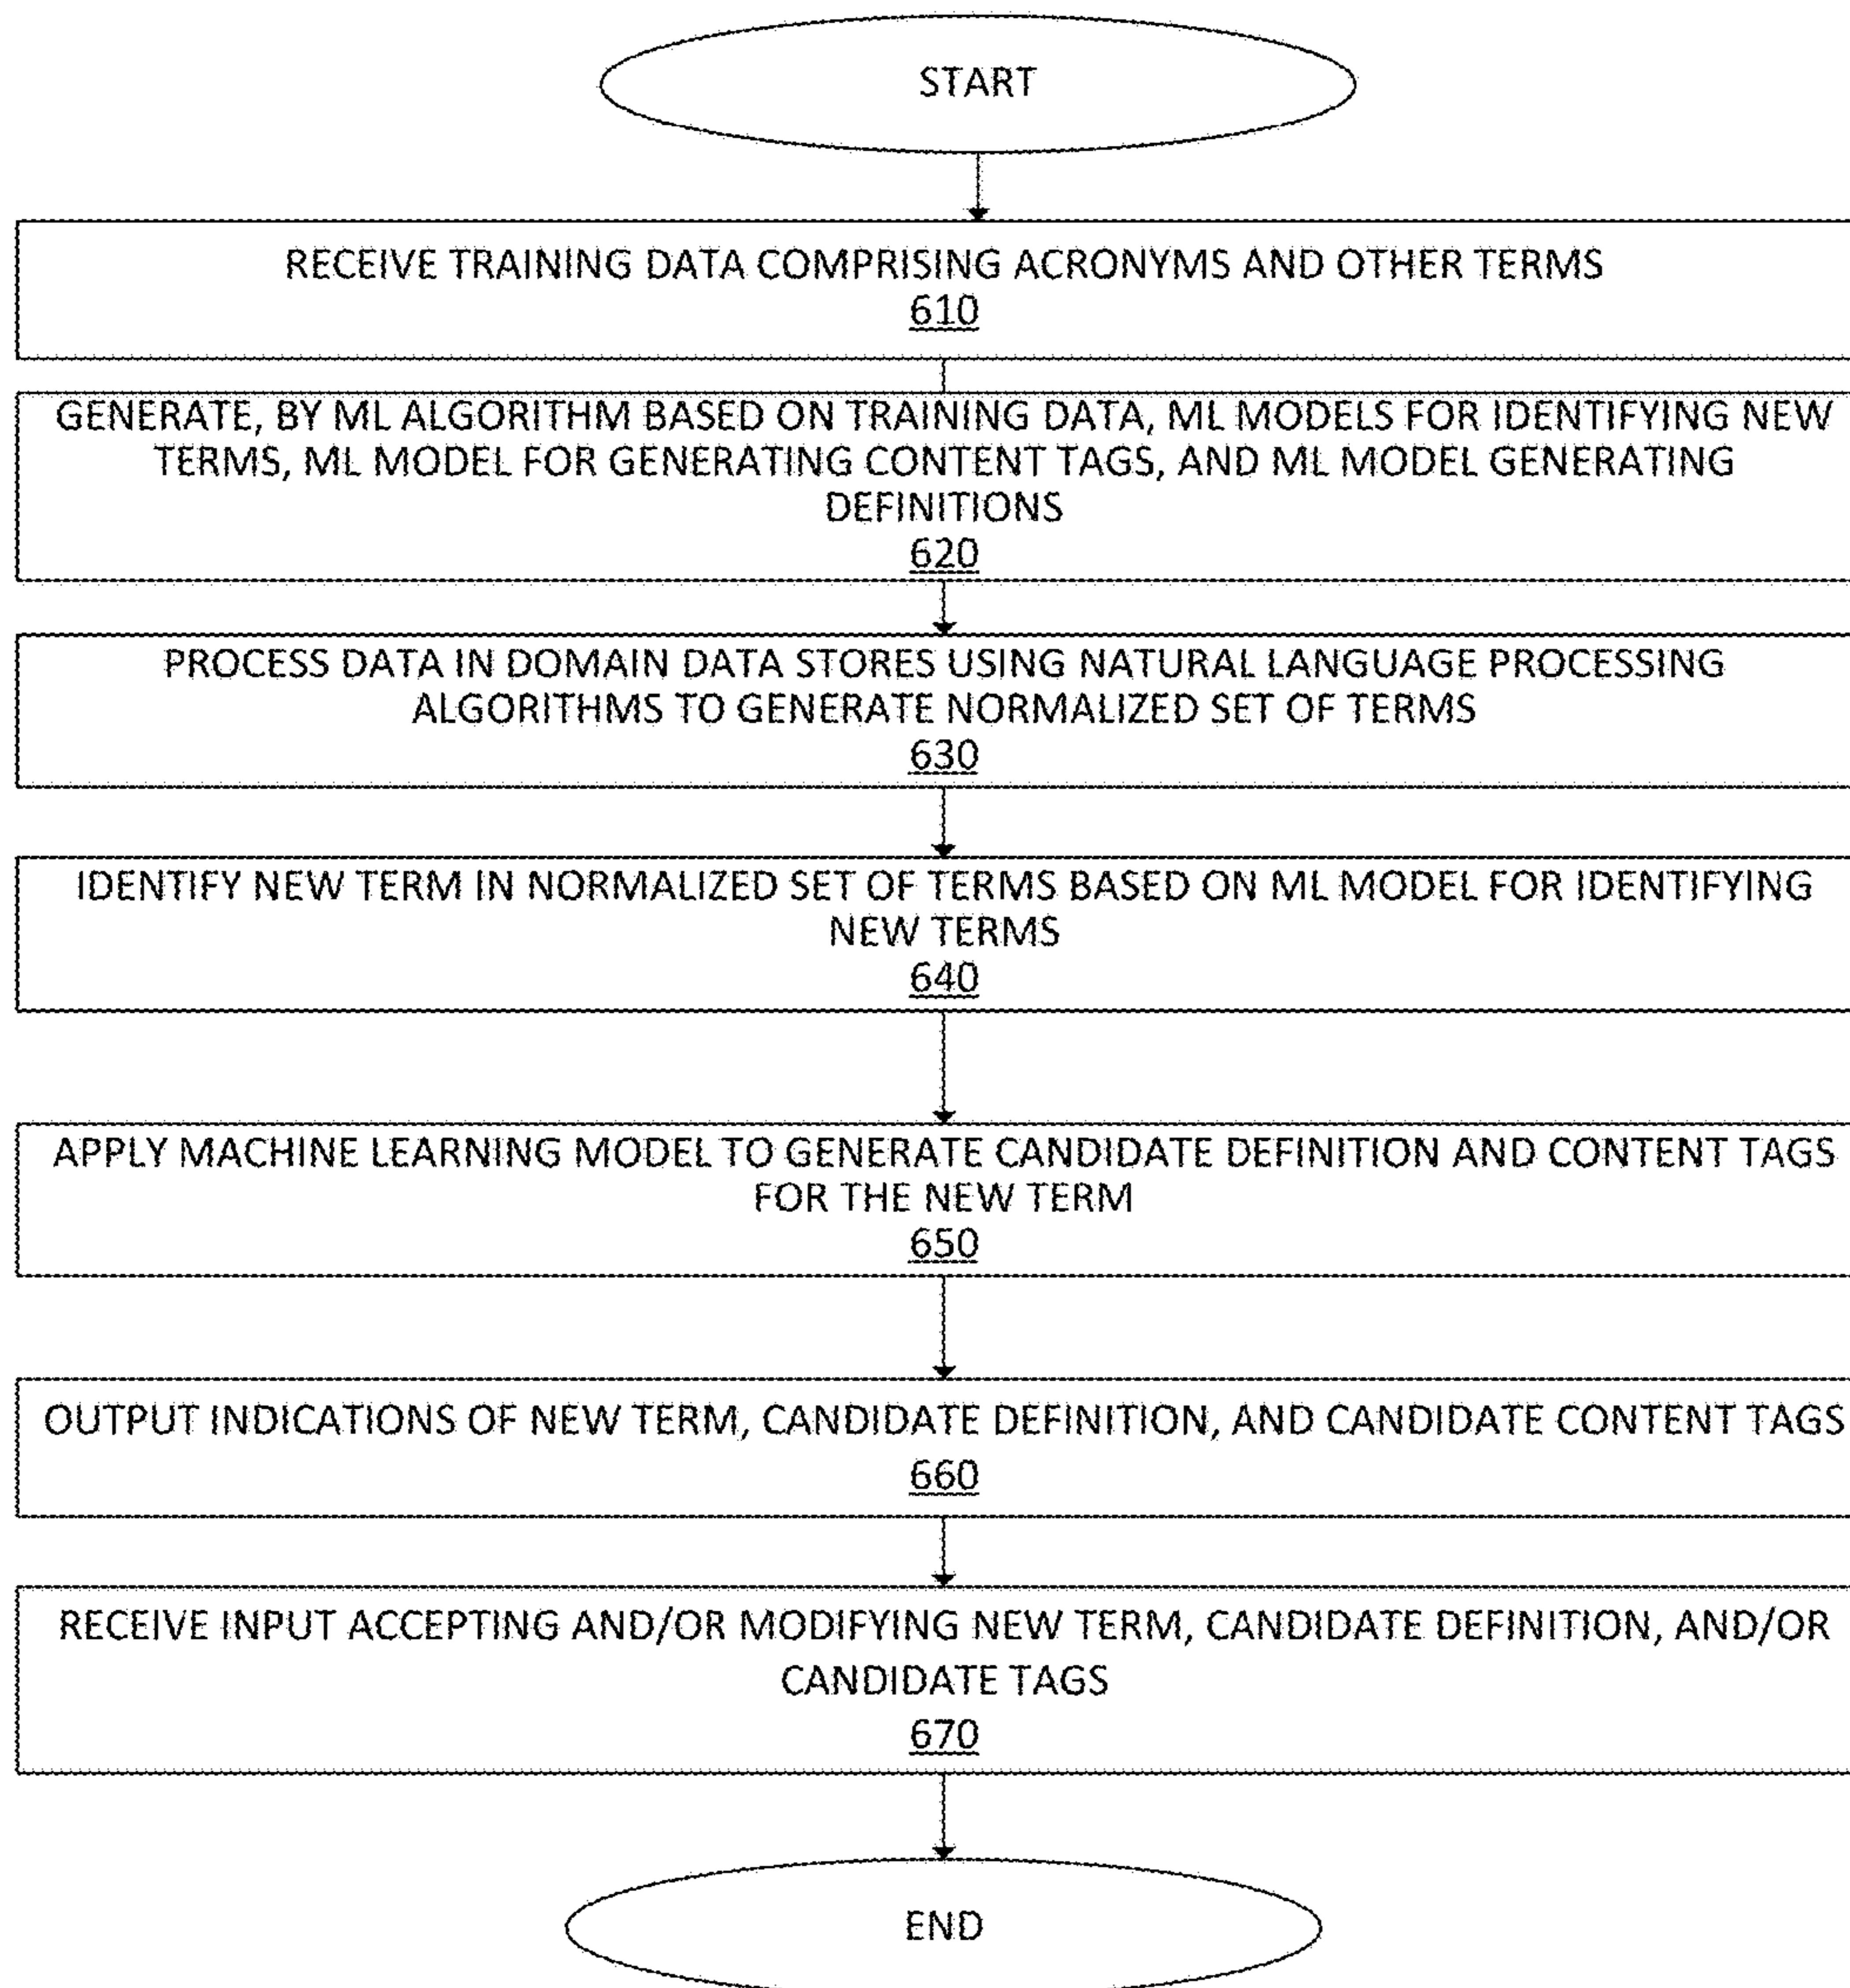 START
RECEIVE TRAINING DATA COMPRISING ACRONYMS AND OTHER TERMS
610
GENERATE, BY ML ALGORITHM BASED ON TRAINING DATA, ML MODELS FOR IDENTIFYING NEW
TERMS, ML MODEL FOR GENERATING CONTENT TAGS, AND ML MODEL GENERATING
DEFINITIONS
620
PROCESS DATA IN DOMAIN DATA STORES USING NATURAL LANGUAGE PROCESSING
ALGORITHMS TO GENERATE NORMALIZED SET OF TERMS
630
IDENTIFY NEW TERM IN NORMALIZED SET OF TERMS BASED ON ML MODEL FOR IDENTIFYING
NEW TERMS
640
APPLY MACHINE LEARNING MODEL TO GENERATE CANDIDATE DEFINITION AND CONTENT TAGS
FOR THE NEW TERM
650
OUTPUT INDICATIONS OF NEW TERM, CANDIDATE DEFINITION, AND CANDIDATE CONTENT TAGS
660
RECEIVE INPUT ACCEPTING AND/OR MODIFYING NEW TERM, CANDIDATE DEFINITION, AND/OR
CANDIDATE TAGS
670
END